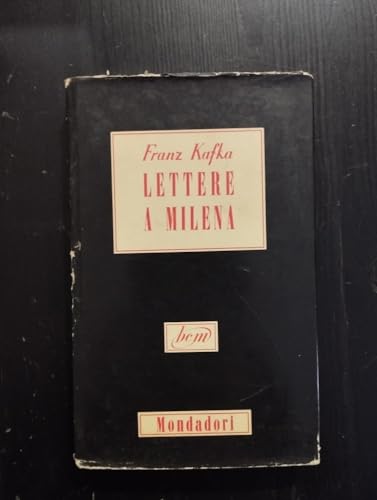 Franz Kafka
LETTERE
A MILENA
bcm
Mondadori